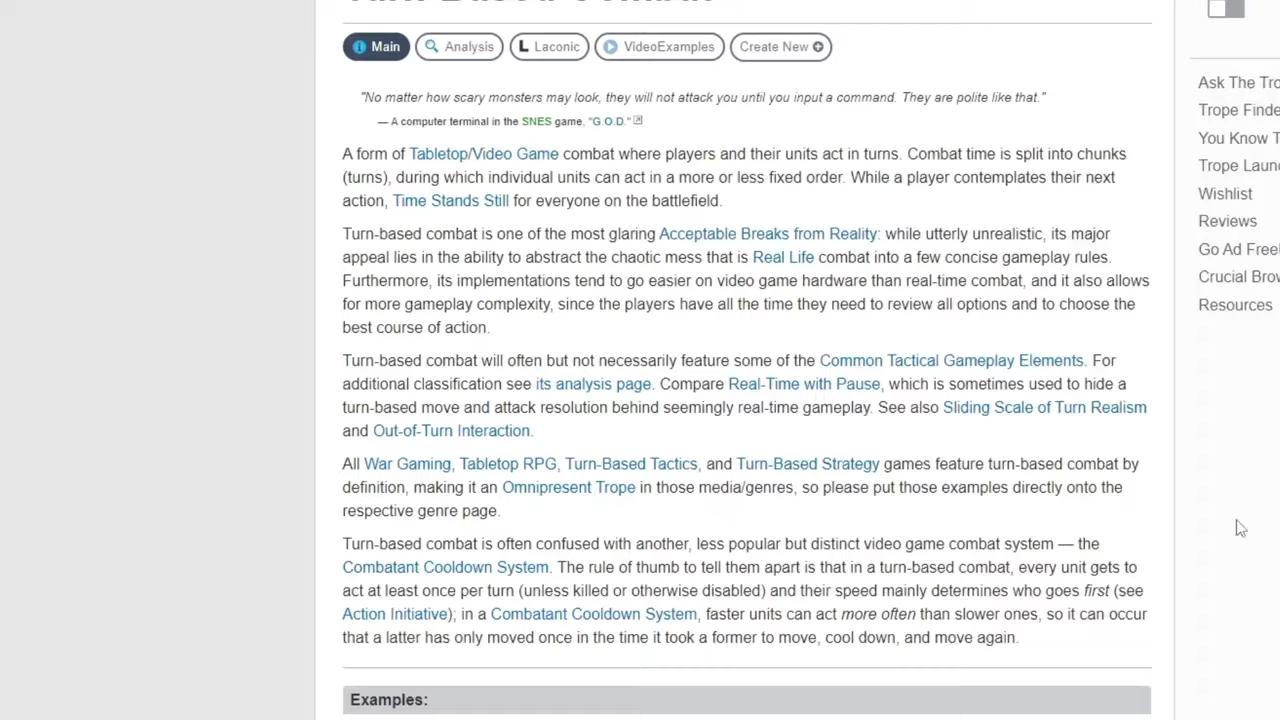 Main
Analysis
Laconic
VideoExamples
Create New
"No matter how scary monsters may look, they will not attack you until you input a command. They are polite like that."
— A computer terminal in the SNES game, "G.O.D."
A form of Tabletop/Video Game combat where players and their units act in turns. Combat time is split into chunks
(turns), during which individual units can act in a more or less fixed order. While a player contemplates their next
action, Time Stands Still for everyone on the battlefield.
Turn-based combat is one of the most glaring Acceptable Breaks from Reality: while utterly unrealistic, its major
appeal lies in the ability to abstract the chaotic mess that is Real Life combat into a few concise gameplay rules.
Furthermore, its implementations tend to go easier on video game hardware than real-time combat, and it also allows
for more gameplay complexity, since the players have all the time they need to review all options and to choose the
best course of action.
Turn-based combat will often but not necessarily feature some of the Common Tactical Gameplay Elements. For
additional classification see its analysis page. Compare Real-Time with Pause, which is sometimes used to hide a
turn-based move and attack resolution behind seemingly real-time gameplay. See also Sliding Scale of Turn Realism
and Out-of-Turn Interaction.
All War Gaming, Tabletop RPG, Turn-Based Tactics, and Turn-Based Strategy games feature turn-based combat by
definition, making it an Omnipresent Trope in those media/genres, so please put those examples directly onto the
respective genre page.
Turn-based combat is often confused with another, less popular but distinct video game combat system — the
Combatant Cooldown System. The rule of thumb to tell them apart is that in a turn-based combat, every unit gets to
act at least once per turn (unless killed or otherwise disabled) and their speed mainly determines who goes first (see
Action Initiative); in a Combatant Cooldown System, faster units can act more often than slower ones, so it can occur
that a latter has only moved once in the time it took a former to move, cool down, and move again.
Examples:
Ask The Tro
Trope Finde
You Know T
Trope Laun
Wishlist
Reviews
Go Ad Free
Crucial Brow
Resources